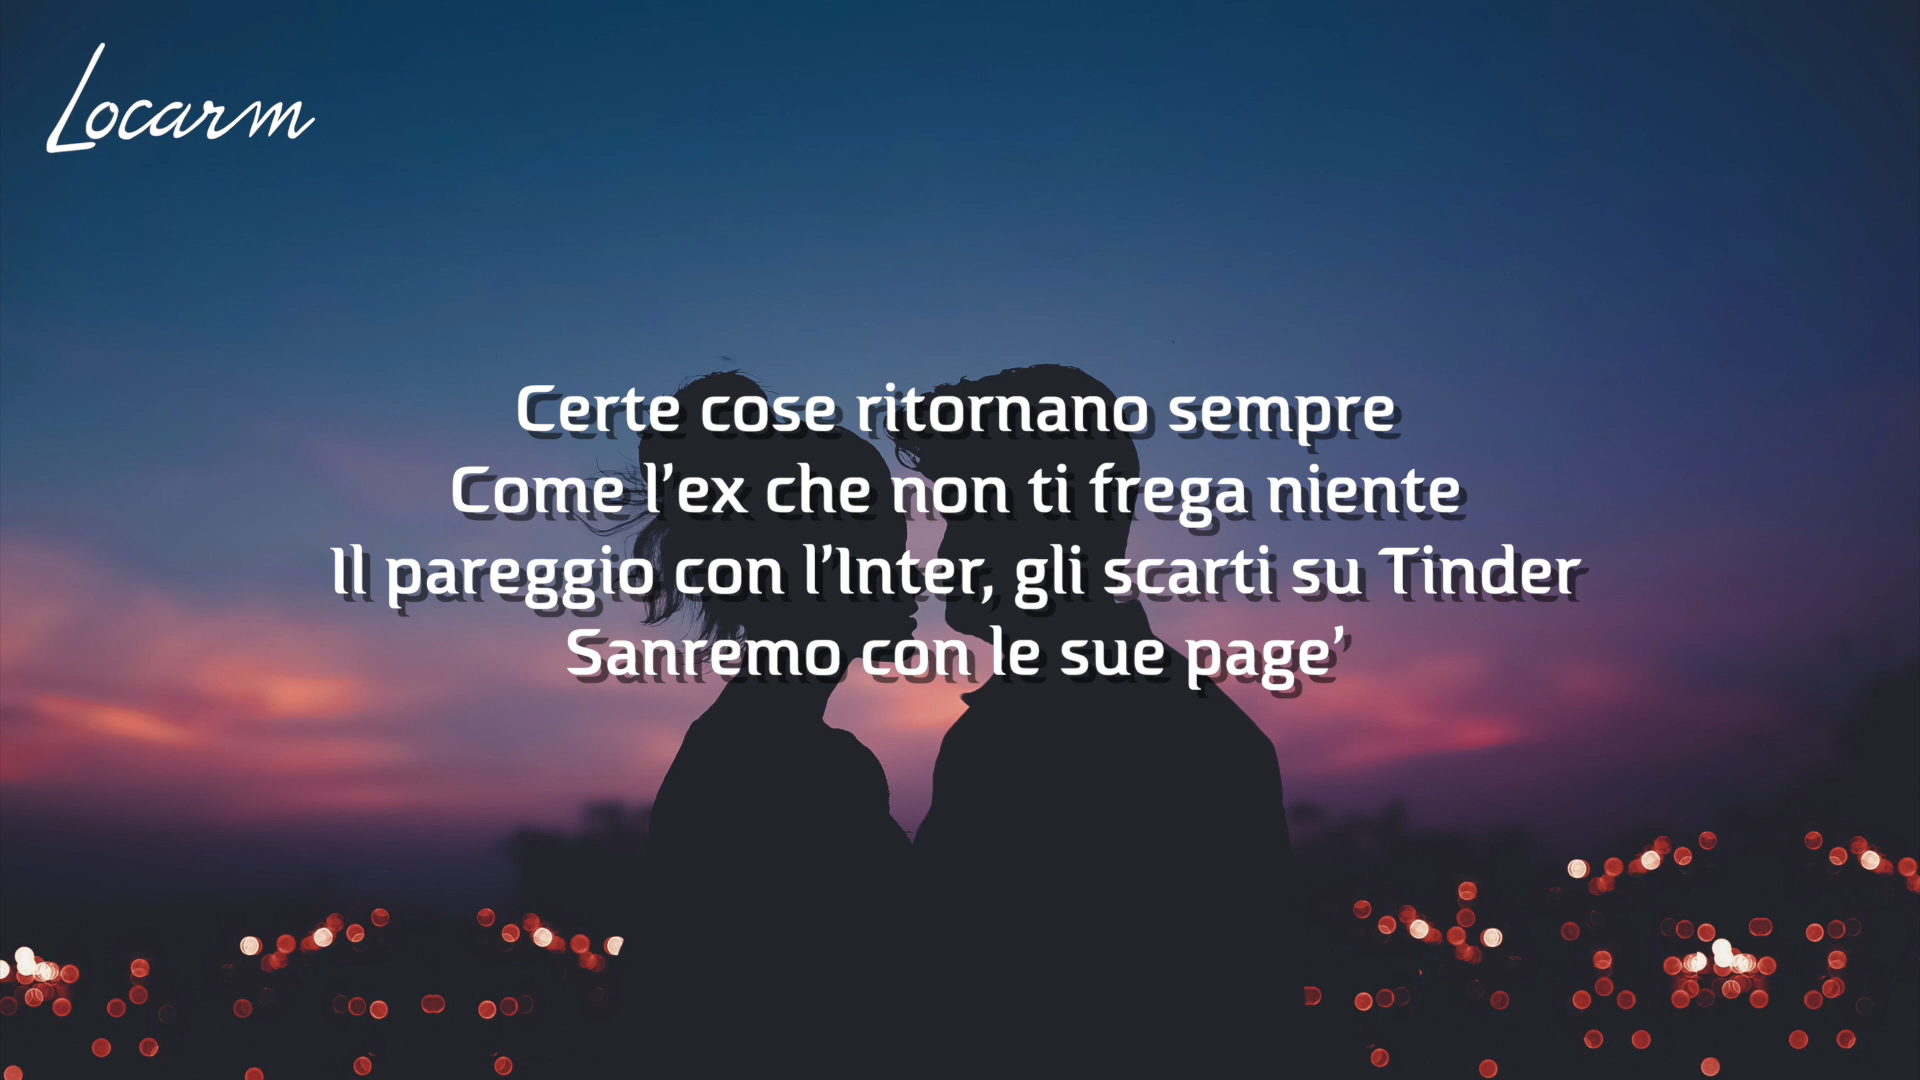 Locarm
Certe cose ritornano sempre
Come l’ex che non ti frega niente
Il pareggio con l’Inter, gli scarti su Tinder
Sanremo con le sue page’